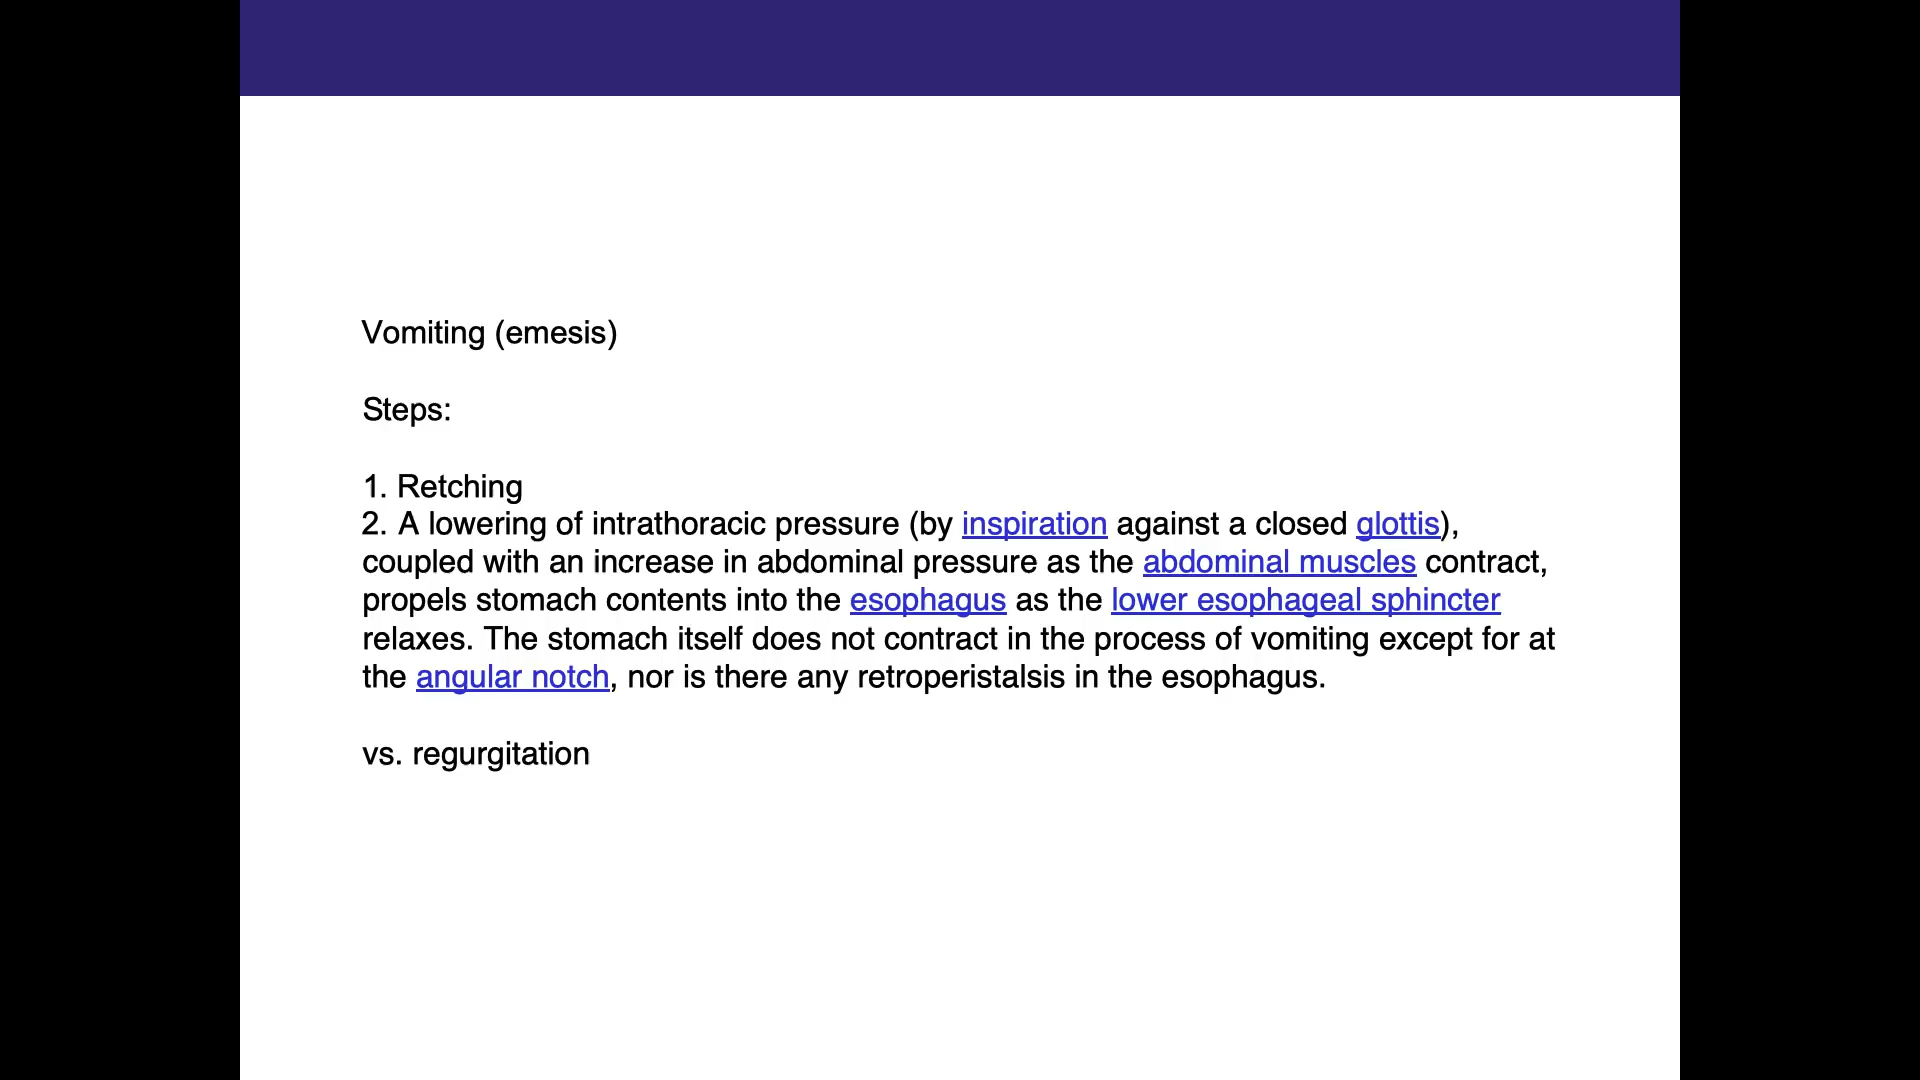 Vomiting (emesis)
Steps:
1. Retching
2. A lowering of intrathoracic pressure (by inspiration against a closed glottis),
coupled with an increase in abdominal pressure as the abdominal muscles contract,
propels stomach contents into the esophagus as the lower esophageal sphincter
relaxes. The stomach itself does not contract in the process of vomiting except for at
the angular notch, nor is there any retroperistalsis in the esophagus.
vs. regurgitation